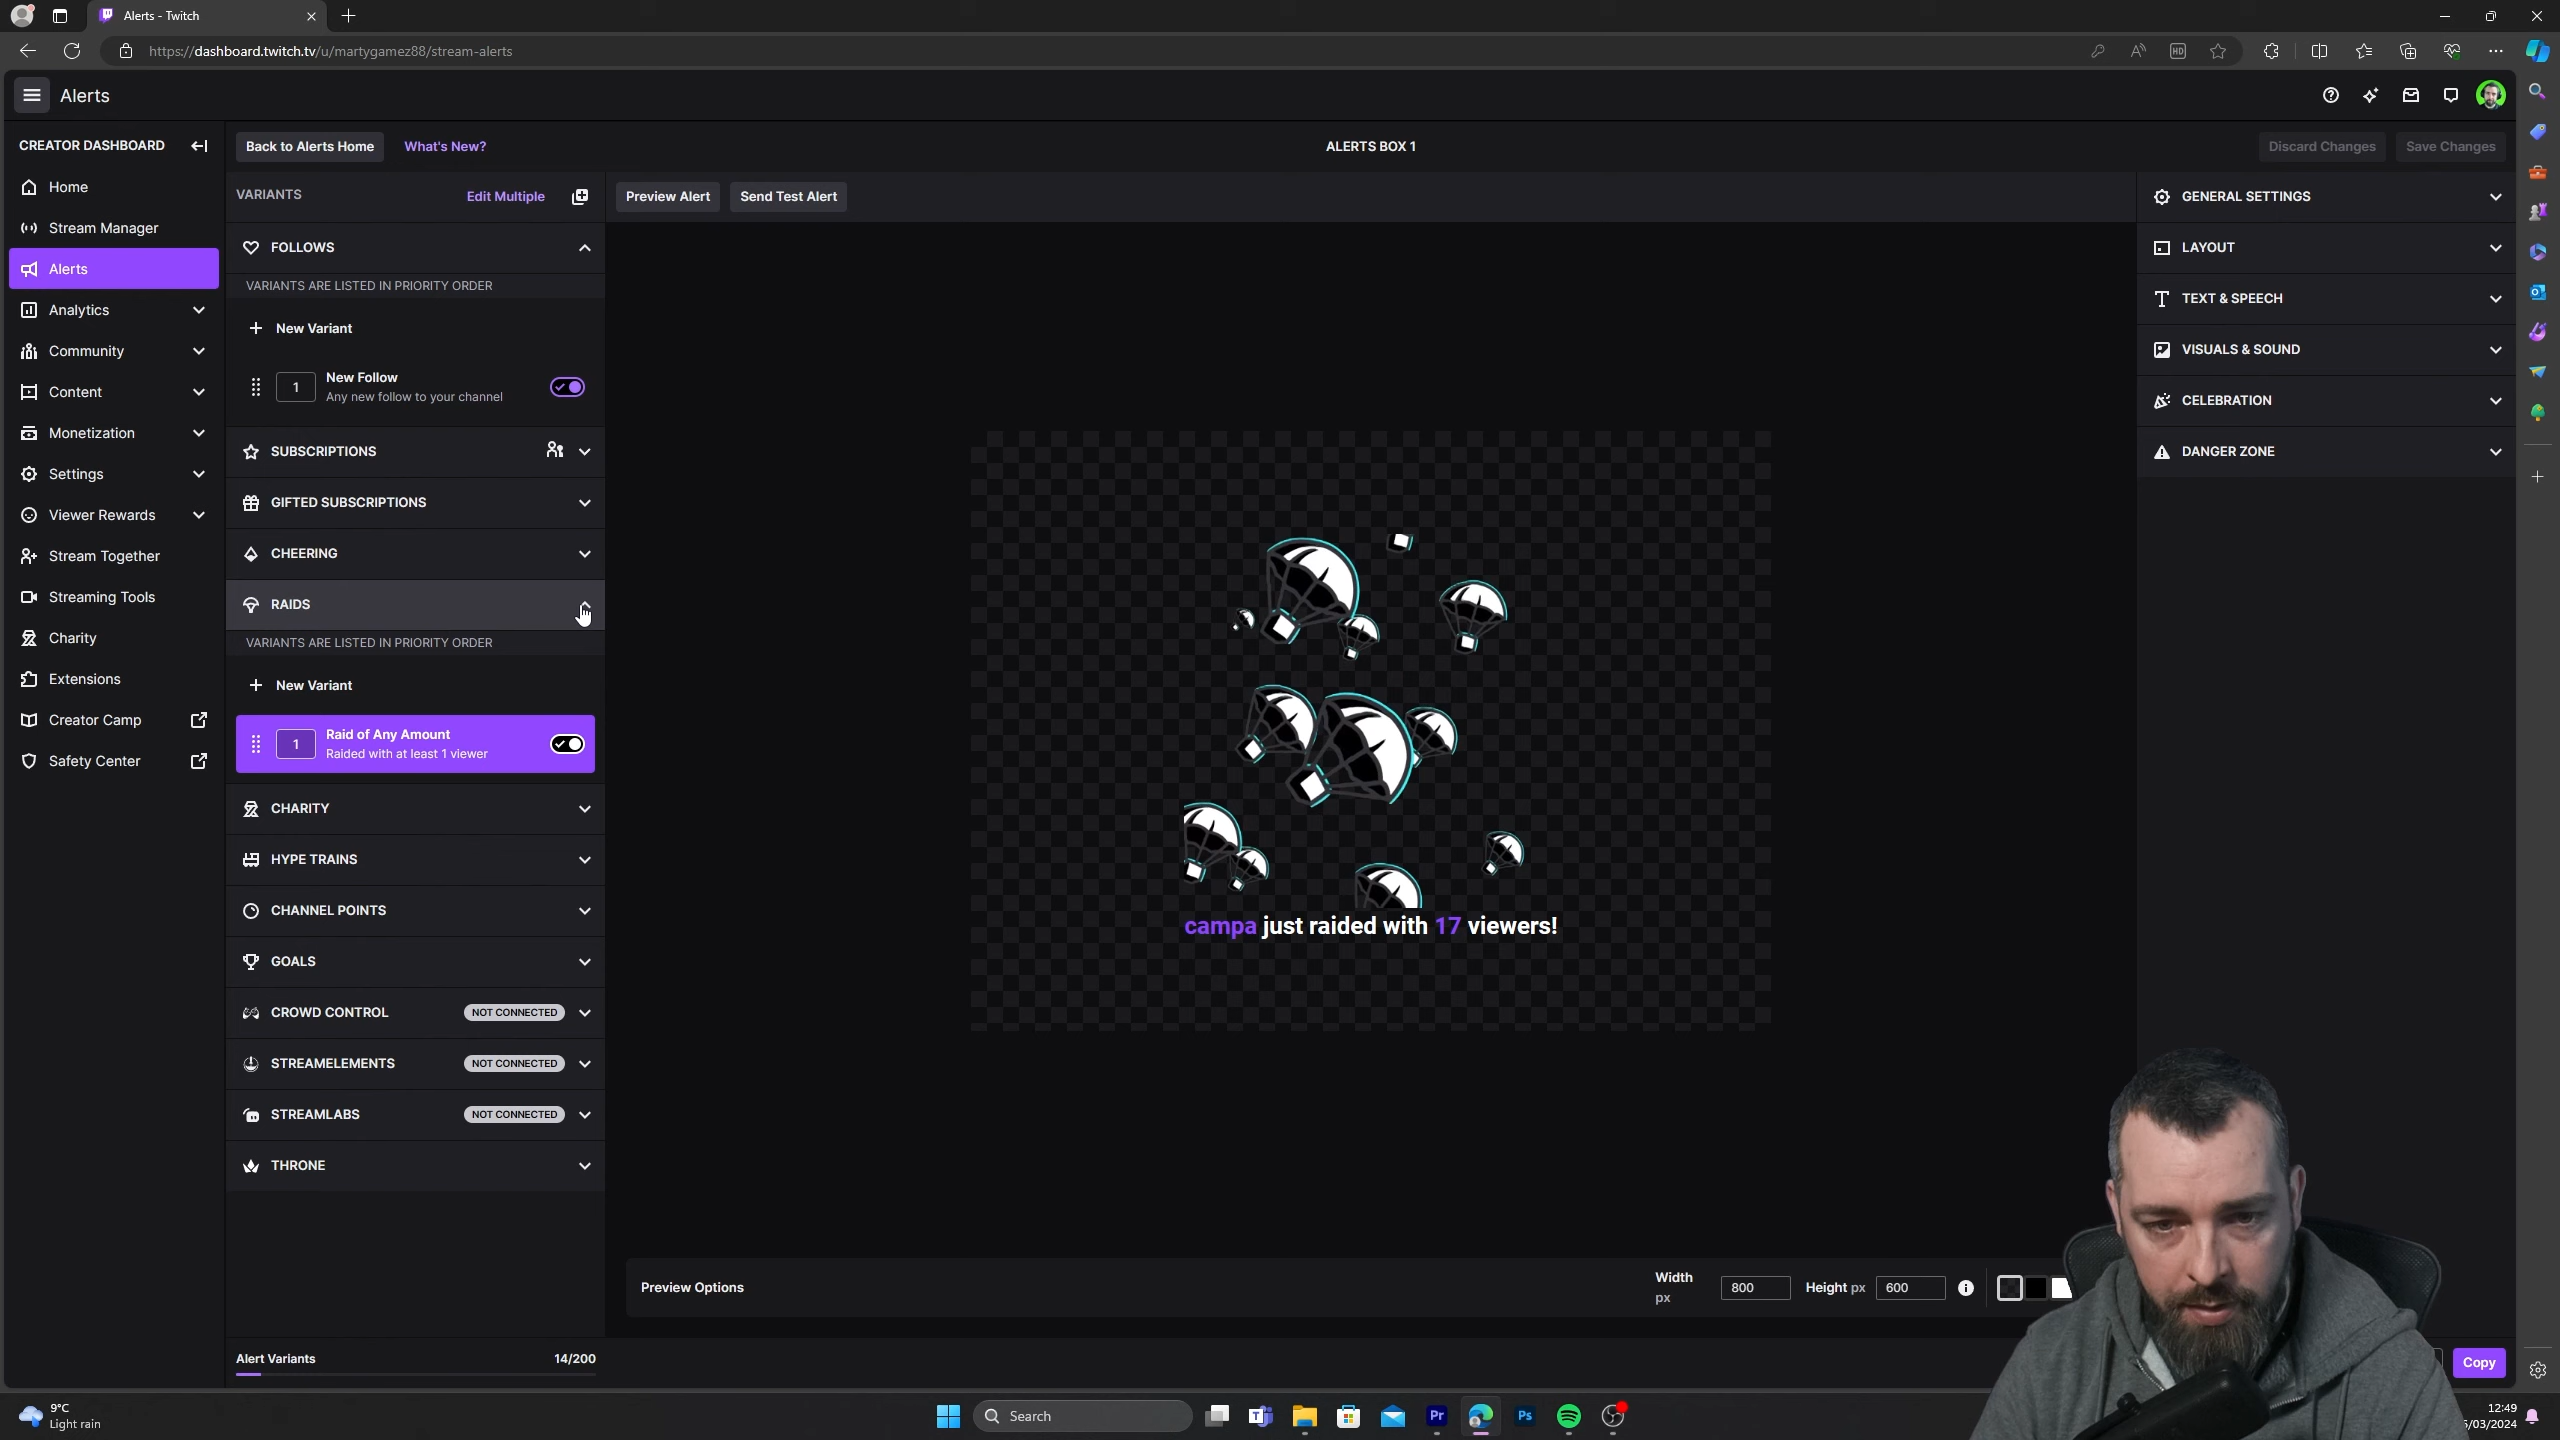 Alerts - Twitch
https://dashboard.twitch.tv/u/martygamez88/stream-alerts
Alerts
CREATOR DASHBOARD
Home
Stream Manager
Alerts
Analytics
Community
Content
Monetization
Settings
Viewer Rewards
Stream Together
Streaming Tools
Charity
Extensions
Creator Camp
Safety Center
Back to Alerts Home
What's New?
ALERTS BOX 1
Discard Changes
Save Changes
VARIANTS
Edit Multiple
FOLLOWS
VARIANTS ARE LISTED IN PRIORITY ORDER
New Variant
1
New Follow
Any new follow to your channel
SUBSCRIPTIONS
GIFTED SUBSCRIPTIONS
CHEERING
RAIDS
VARIANTS ARE LISTED IN PRIORITY ORDER
New Variant
1
Raid of Any Amount
Raided with at least 1 viewer
CHARITY
HYPE TRAINS
CHANNEL POINTS
GOALS
CROWD CONTROL NOT CONNECTED
STREAMELEMENTS NOT CONNECTED
STREAMLABS NOT CONNECTED
THRONE
Alert Variants 14/200
Preview Alert
Send Test Alert
campa just raided with 17 viewers!
Preview Options
Width px 800
Height px 600
GENERAL SETTINGS
LAYOUT
TEXT & SPEECH
VISUALS & SOUND
CELEBRATION
DANGER ZONE
Copy
9°C
Light rain
Search
Pr
Ps
12:49
/03/2024